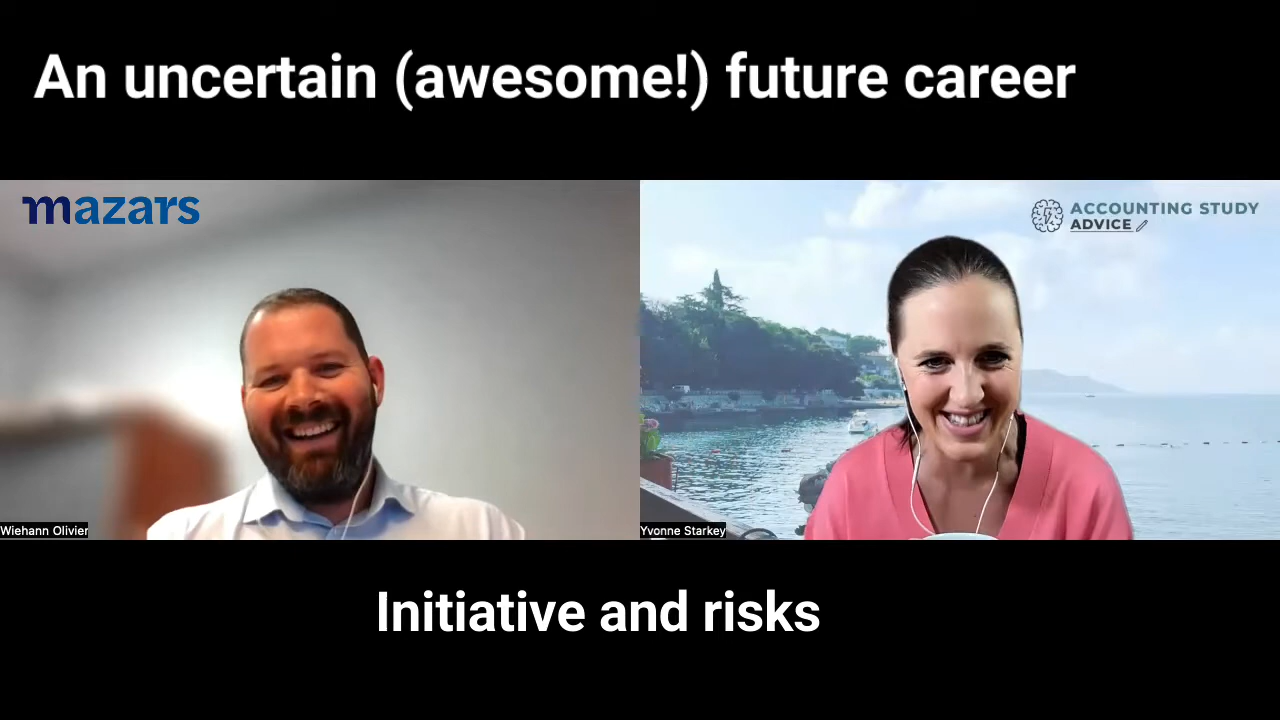 An uncertain (awesome!) future career
mazars
ACCOUNTING STUDY
ADVICE
Wiehann Olivier
Yvonne Starkey
Initiative and risks